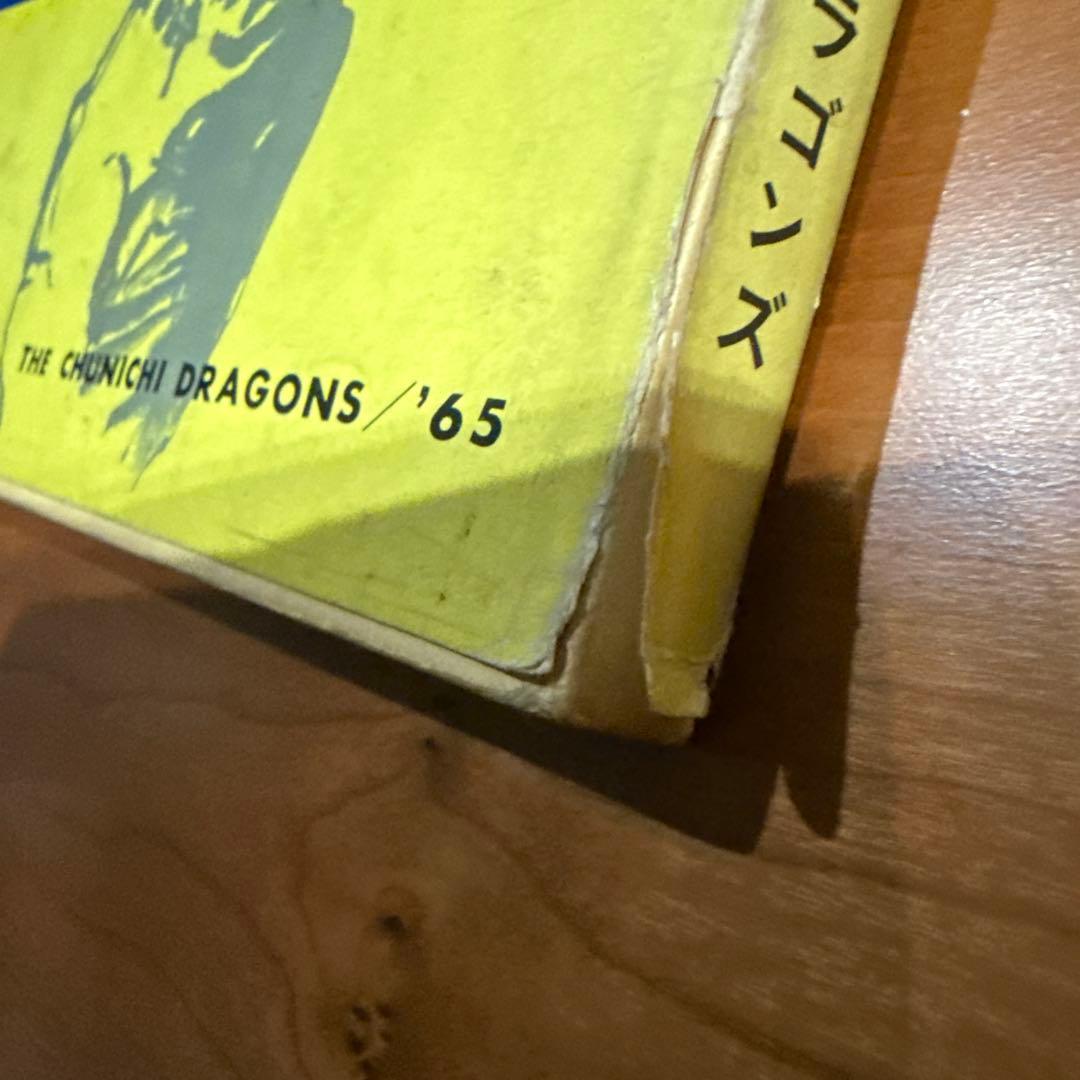 THE CHUNICHI DRAGONS/'65
ラゴンズ